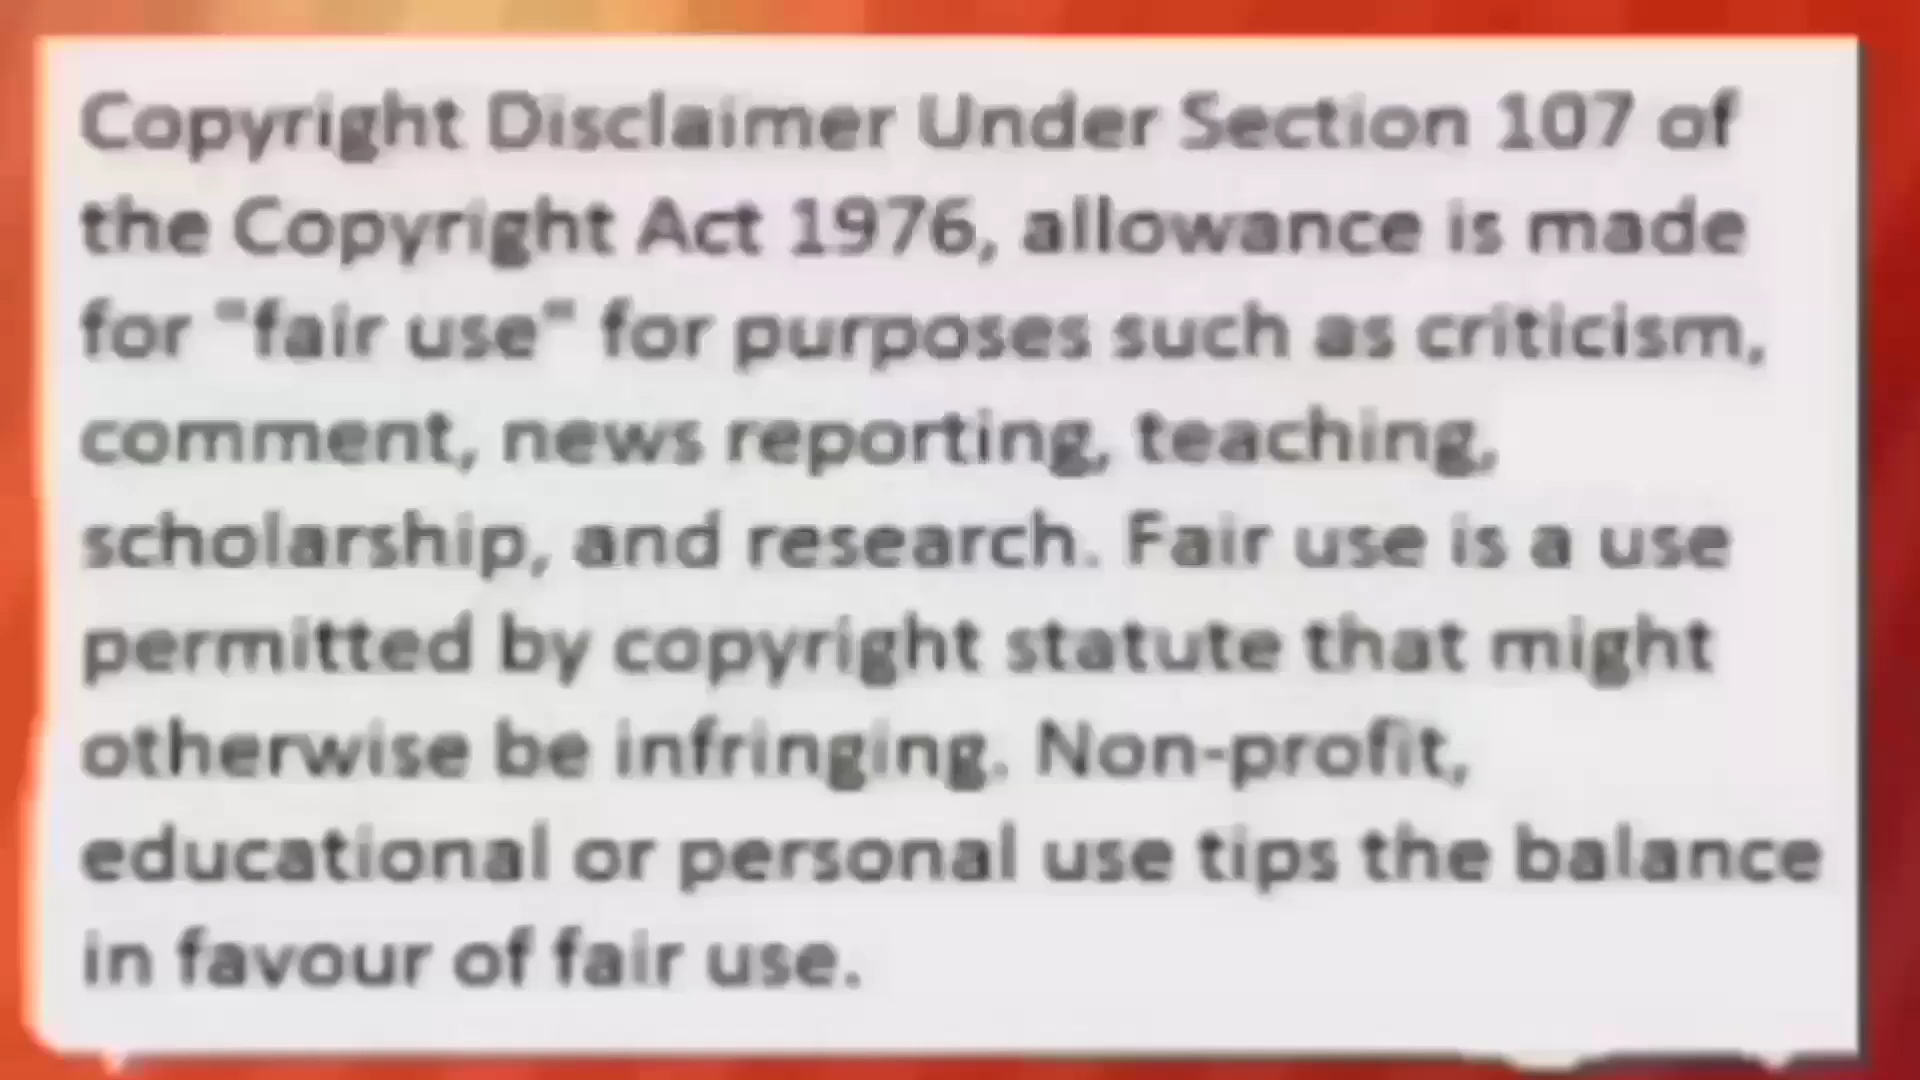 Copyright Disclaimer Under Section 107 of
the Copyright Act 1976, allowance is made
for "fair use" for purposes such as criticism,
comment, news reporting, teaching,
scholarship, and research. Fair use is a use
permitted by copyright statute that might
otherwise be infringing. Non-profit,
educational or personal use tips the balance
in favour of fair use.